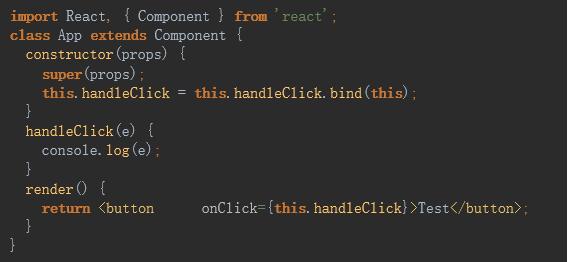 import React, { Component } from 'react';
class App extends Component {
  constructor(props) {
    super(props);
    this.handleClick = this.handleClick.bind(this);
  }
  handleClick(e) {
    console.log(e);
  }
  render() {
    return <button      onClick={this.handleClick}>Test</button>;
  }
}